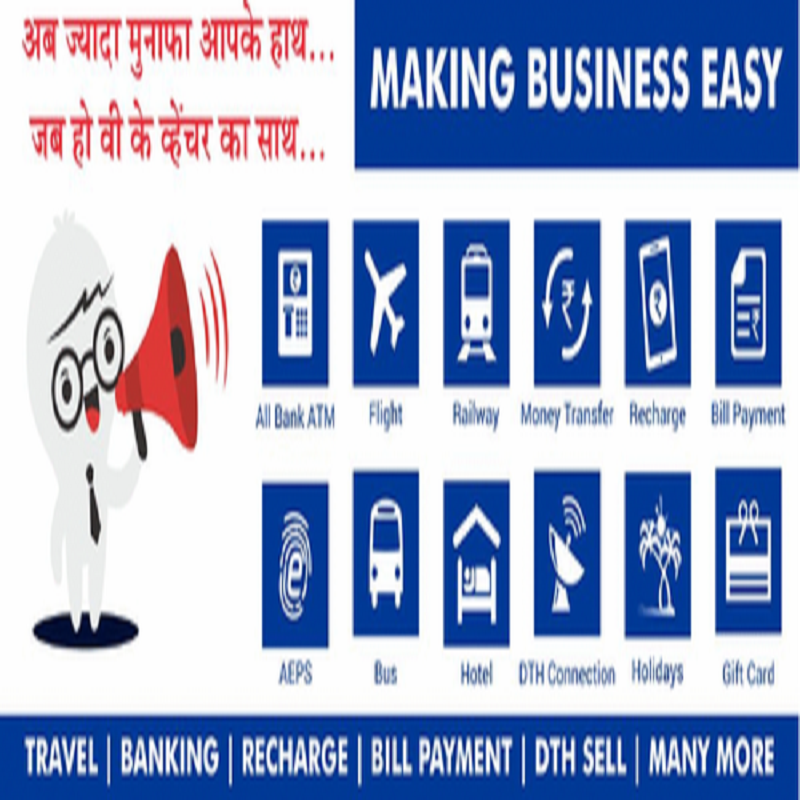 अब ज्यादा मुनाफा आपके हाथ...
जब हो वी के व्हेंचर का साथ...
MAKING BUSINESS EASY
All Bank ATM
Flight
Railway
Money Transfer
Recharge
Bill Payment
AEPS
Bus
Hotel
DTH Connection
Holidays
Gift Card
TRAVEL | BANKING | RECHARGE | BILL PAYMENT | DTH SELL | MANY MORE